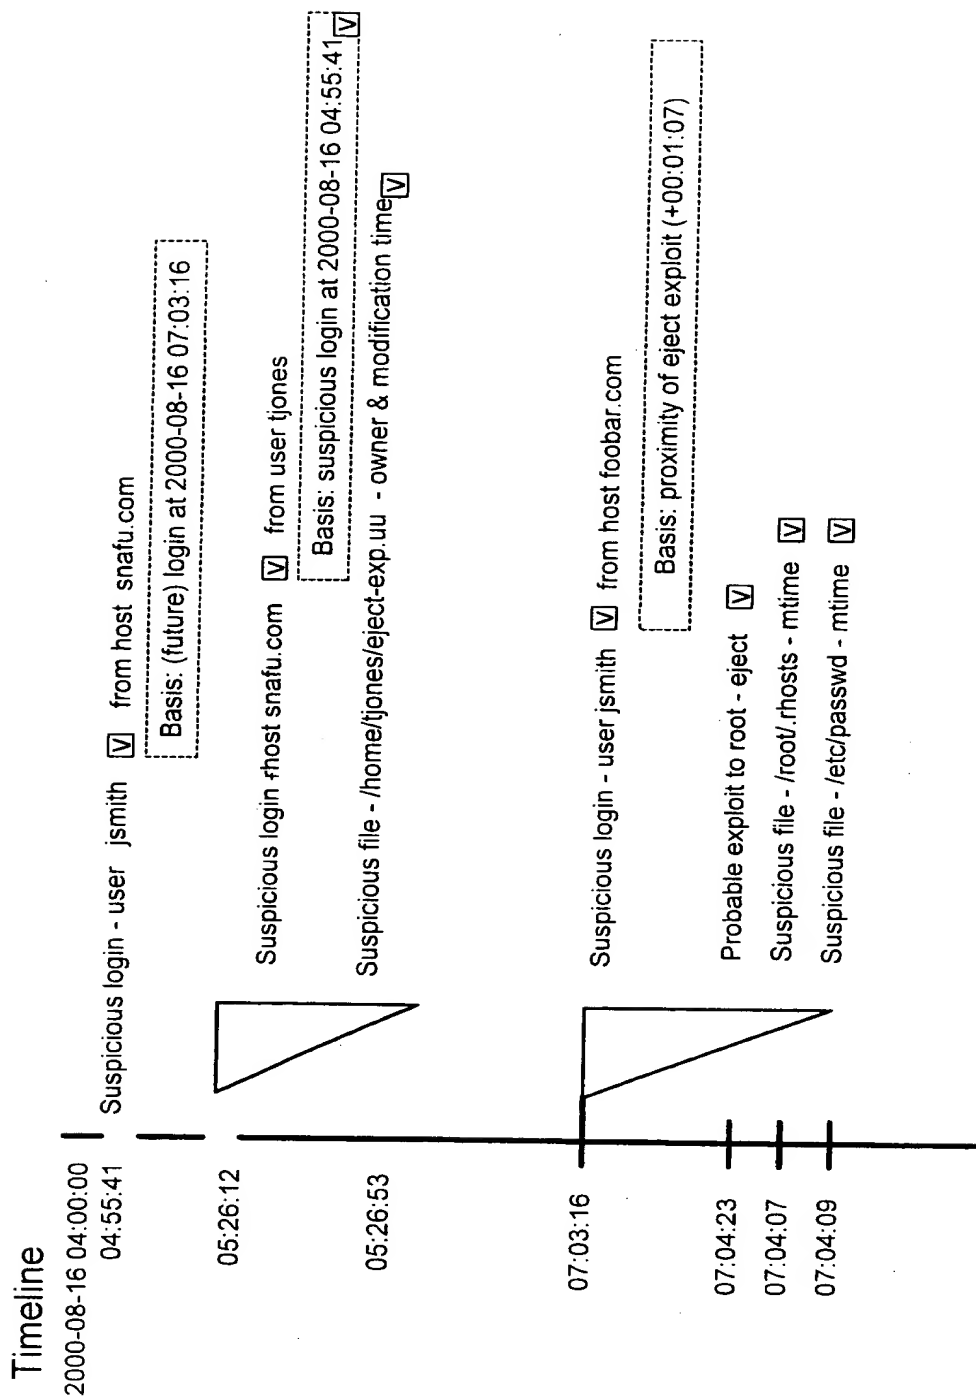 Timeline
2000-08-16 04:00:00
04:55:41 Suspicious login - user jsmith V from host snafu.com
Basis: (future) login at 2000-08-16 07:03:16
05:26:12 Suspicious login -rhost snafu.com V from user tjones
Basis: suspicious login at 2000-08-16 04:55:41 V
05:26:53 Suspicious file - /home/tjones/eject-exp.uu - owner & modification time V
07:03:16 Suspicious login - user jsmith V from host foobar.com
Basis: proximity of eject exploit (+00:01:07)
07:04:23 Probable exploit to root - eject V
07:04:07 Suspicious file - /root/.rhosts - mtime V
07:04:09 Suspicious file - /etc/passwd - mtime V